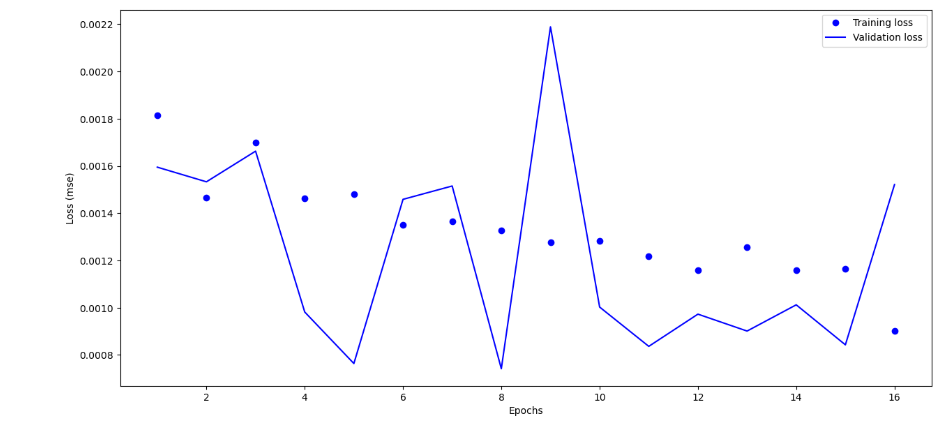 0.0022
0.0020
0.0018
0.0016
0.0014
0.0012
0.0010
0.0008
Loss (mse)
Training loss
Validation loss
2 4 6 8 10 12 14 16
Epochs